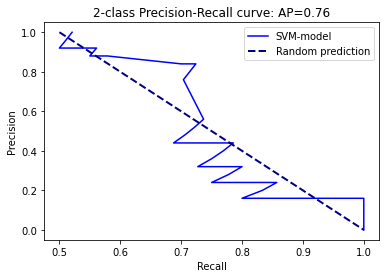 2-class Precision-Recall curve: AP=0.76
SVM-model
Random prediction
Precision
1.0
0.8
0.6
0.4
0.2
0.0
0.5 0.6 0.7 0.8 0.9 1.0
Recall